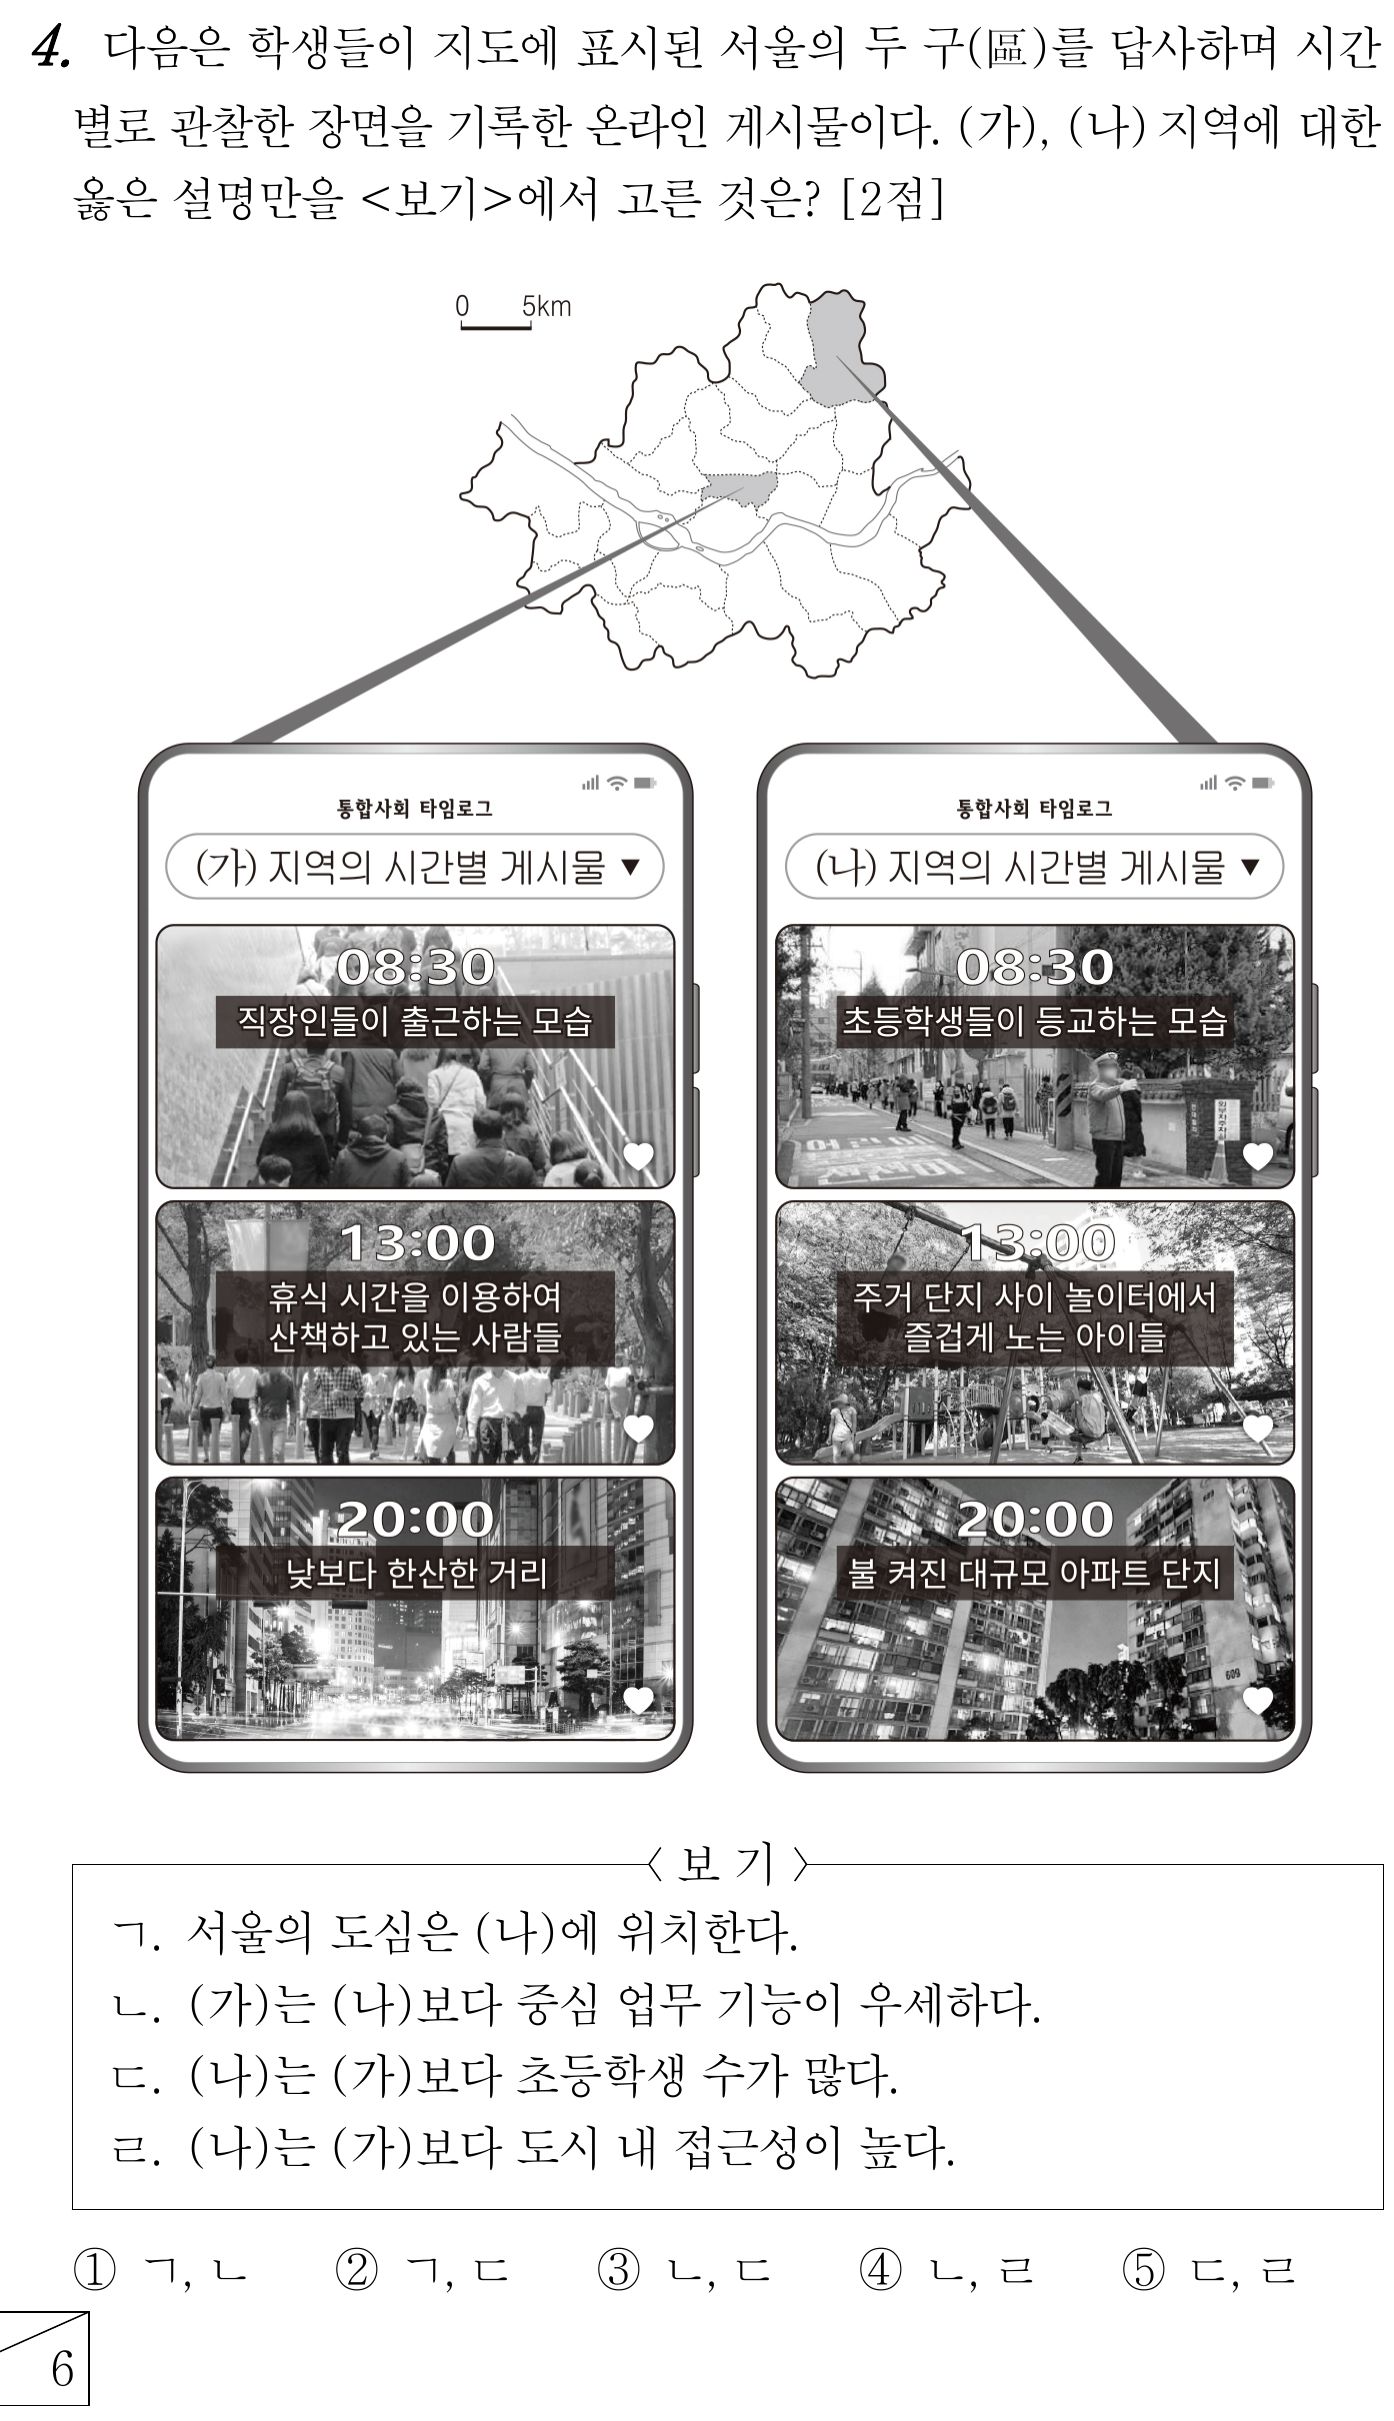 4. 다음은 학생들이 지도에 표시된 서울의 두 구(區)를 답사하며 시간
별로 관찰한 장면을 기록한 온라인 게시물이다. (가), (나) 지역에 대한
옳은 설명만을 <보기>에서 고른 것은? [2점]
0 5km
통합사회 타임로그
(가) 지역의 시간별 게시물 ▼
08:30
직장인들이 출근하는 모습
13:00
휴식 시간을 이용하여
산책하고 있는 사람들
20:00
낮보다 한산한 거리
통합사회 타임로그
(나) 지역의 시간별 게시물 ▼
08:30
초등학생들이 등교하는 모습
13:00
주거 단지 사이 놀이터에서
즐겁게 노는 아이들
20:00
불 켜진 대규모 아파트 단지
609
〈보 기〉
ㄱ. 서울의 도심은 (나)에 위치한다.
ㄴ. (가)는 (나)보다 중심 업무 기능이 우세하다.
ㄷ. (나)는 (가)보다 초등학생 수가 많다.
ㄹ. (나)는 (가)보다 도시 내 접근성이 높다.
① ㄱ, ㄴ ② ㄱ, ㄷ ③ ㄴ, ㄷ ④ ㄴ, ㄹ ⑤ ㄷ, ㄹ
6